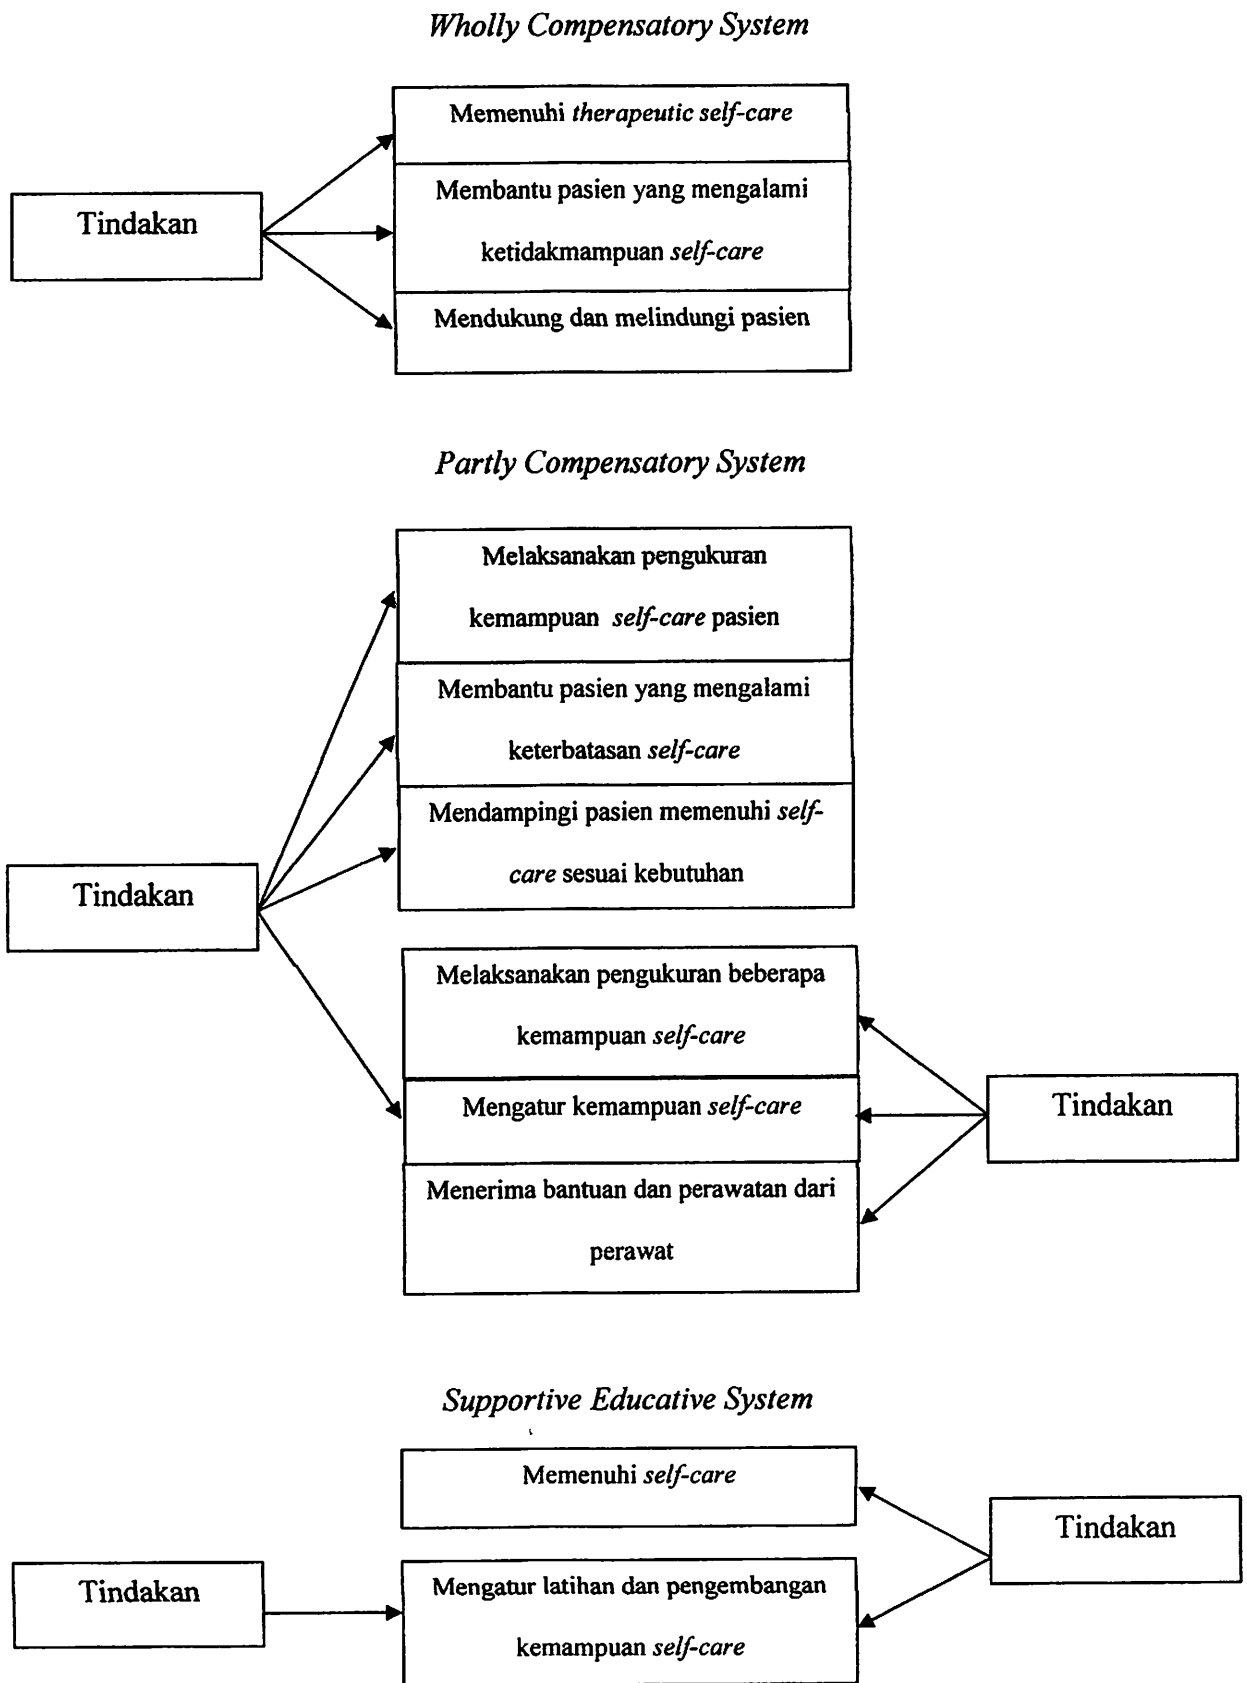 Wholly Compensatory System
Memenuhi therapeutic self-care
Membantu pasien yang mengalami
ketidakmampuan self-care
Mendukung dan melindungi pasien
Tindakan
Partly Compensatory System
Melaksanakan pengukuran
kemampuan self-care pasien
Membantu pasien yang mengalami
keterbatasan self-care
Mendampingi pasien memenuhi self-
care sesuai kebutuhan
Tindakan
Melaksanakan pengukuran beberapa
kemampuan self-care
Mengatur kemampuan self-care
Menerima bantuan dan perawatan dari
perawat
Tindakan
Supportive Educative System
Memenuhi self-care
Tindakan
Tindakan
Mengatur latihan dan pengembangan
kemampuan self-care